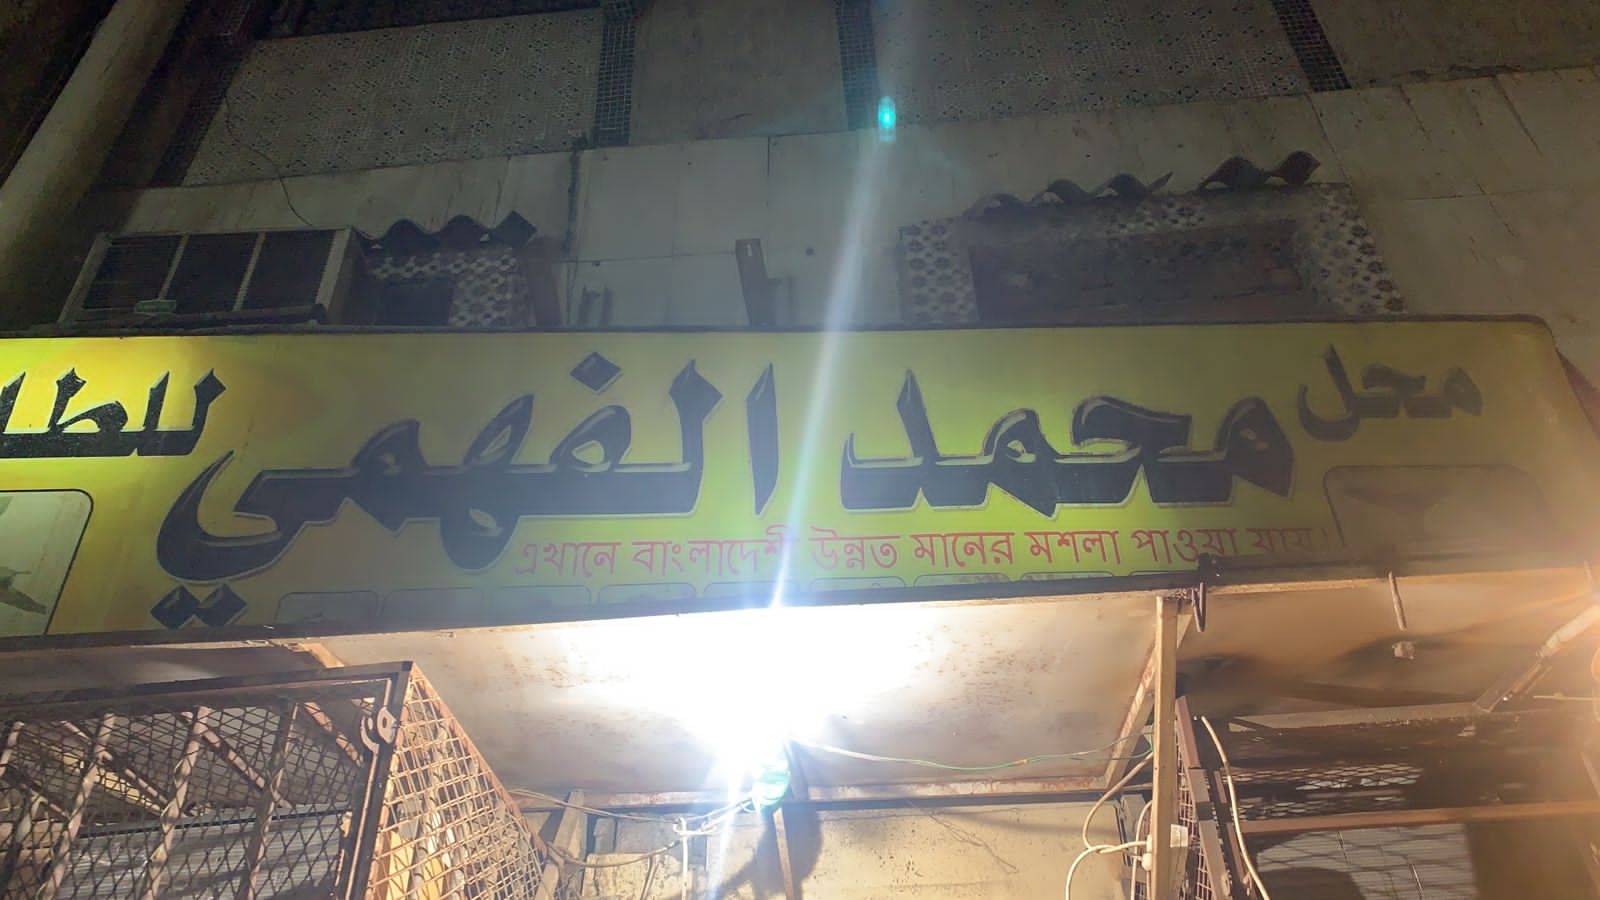 محل محمد الفهمي
এখানে বাংলাদেশী উন্নত মানের মশলা পাওয়া যায়।